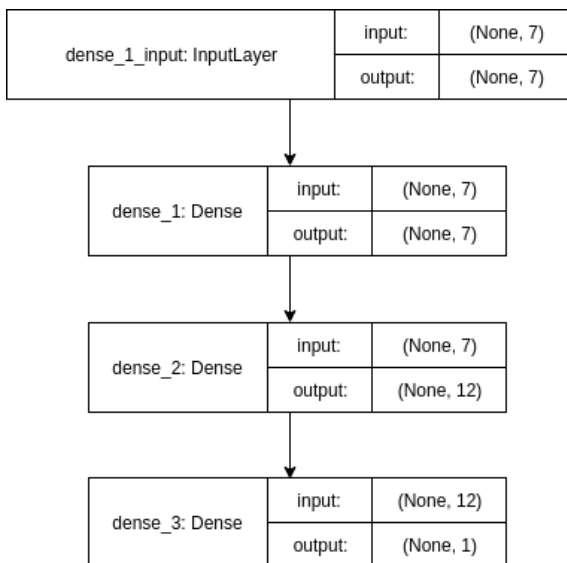 dense_1_input: InputLayer
input: (None, 7)
output: (None, 7)
dense_1: Dense
input: (None, 7)
output: (None, 7)
dense_2: Dense
input: (None, 7)
output: (None, 12)
dense_3: Dense
input: (None, 12)
output: (None, 1)